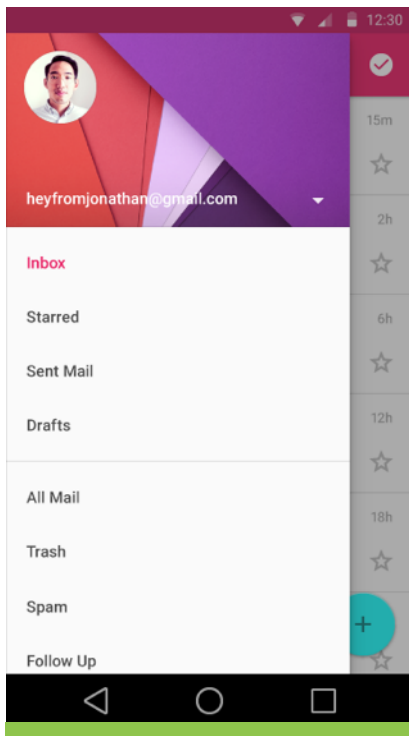 12:30
15m
heyfromjonathan@gmail.com
2h
Inbox
Starred
6h
Sent Mail
Drafts
12h
All Mail
18h
Trash
Spam
+
Follow Up